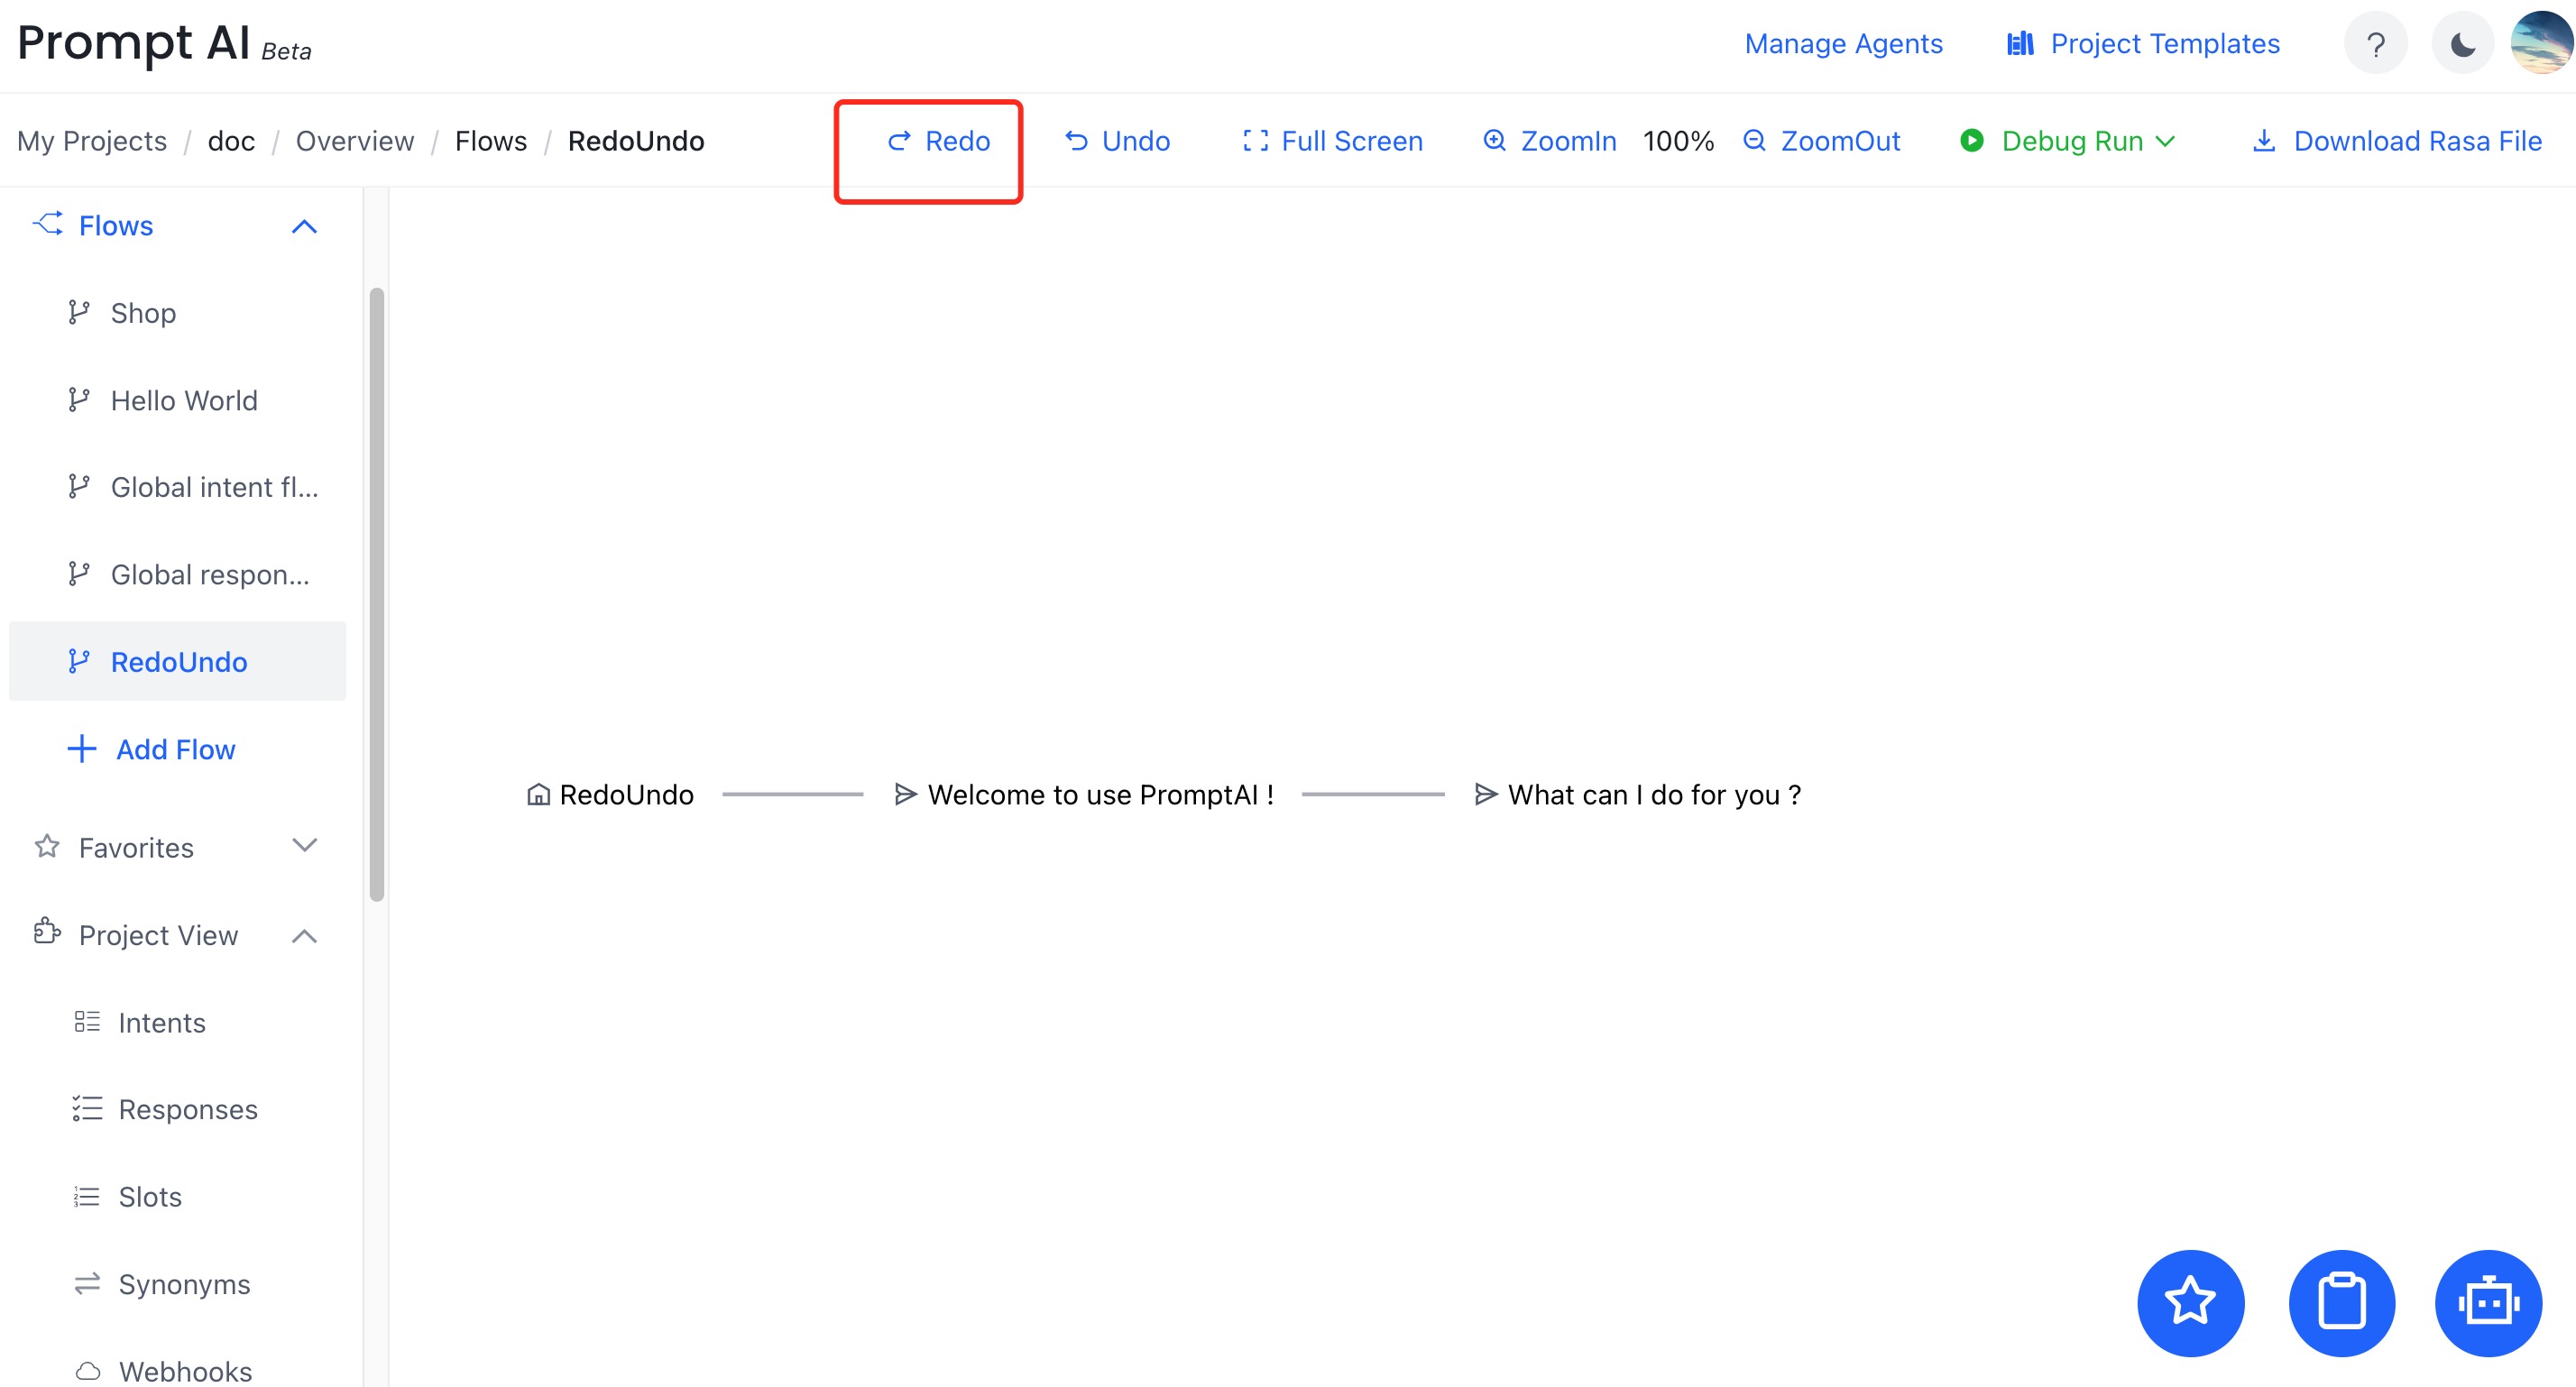 Prompt AI Beta
Manage Agents
Project Templates
?
My Projects / doc / Overview / Flows / RedoUndo
Redo
Undo
Full Screen
ZoomIn
100%
ZoomOut
Debug Run
Download Rasa File
Flows
Shop
Hello World
Global intent fl...
Global respon...
RedoUndo
Add Flow
Favorites
Project View
Intents
Responses
Slots
Synonyms
Webhooks
RedoUndo
Welcome to use PromptAI !
What can I do for you ?